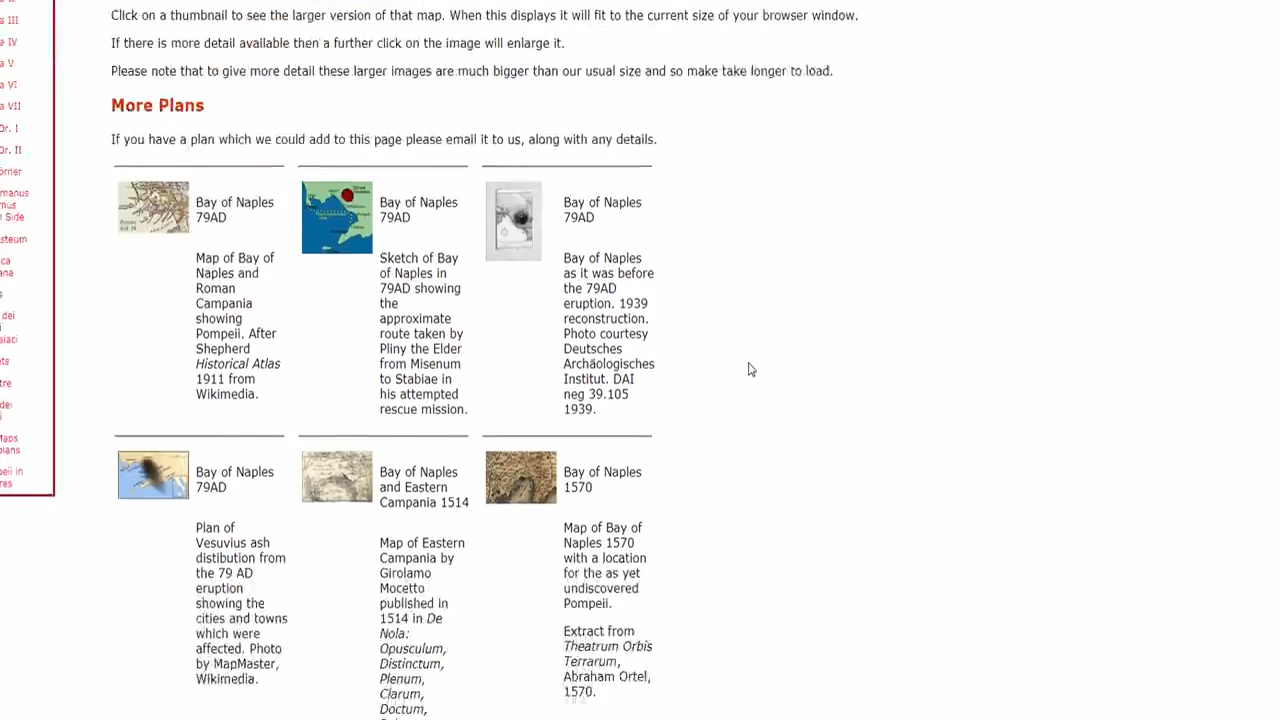 Click on a thumbnail to see the larger version of that map. When this displays it will fit to the current size of your browser window.
If there is more detail available then a further click on the image will enlarge it.
Please note that to give more detail these larger images are much bigger than our usual size and so make take longer to load.
More Plans
If you have a plan which we could add to this page please email it to us, along with any details.
Bay of Naples
79AD
Map of Bay of
Naples and
Roman
Campania
showing
Pompeii. After
Shepherd
Historical Atlas
1911 from
Wikimedia.
Bay of Naples
79AD
Sketch of Bay
of Naples in
79AD showing
the
approximate
route taken by
Pliny the Elder
from Misenum
to Stabiae in
his attempted
rescue mission.
Bay of Naples
79AD
Bay of Naples
as it was before
the 79AD
eruption. 1939
reconstruction.
Photo courtesy
Deutsches
Archäologisches
Institut. DAI
neg 39.105
1939.
Bay of Naples
79AD
Plan of
Vesuvius ash
distibution from
the 79 AD
eruption
showing the
cities and towns
which were
affected. Photo
by MapMaster,
Wikimedia.
Bay of Naples
and Eastern
Campania 1514
Map of Eastern
Campania by
Girolamo
Mocetto
published in
1514 in De
Nola:
Opusculum,
Distinctum,
Plenum,
Clarum,
Doctum,
Bay of Naples
1570
Map of Bay of
Naples 1570
with a location
for the as yet
undiscovered
Pompeii.
Extract from
Theatrum Orbis
Terrarum,
Abraham Ortel,
1570.
III
IV
V
VI
VII
Dr. I
Dr. II